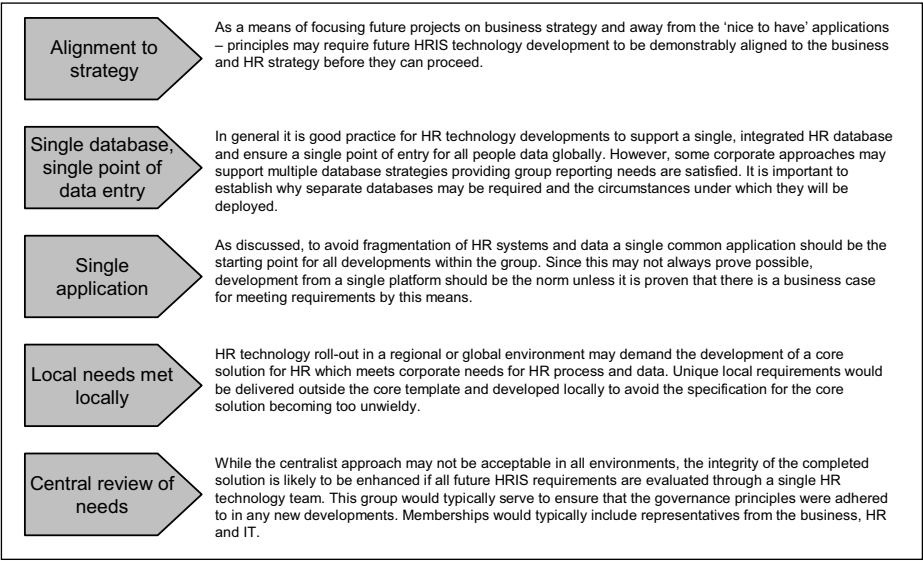 Alignment to
strategy
As a means of focusing future projects on business strategy and away from the ‘nice to have’ applications
– principles may require future HRIS technology development to be demonstrably aligned to the business
and HR strategy before they can proceed.
Single database,
single point of
data entry
In general it is good practice for HR technology developments to support a single, integrated HR database
and ensure a single point of entry for all people data globally. However, some corporate approaches may
support multiple database strategies providing group reporting needs are satisfied. It is important to
establish why separate databases may be required and the circumstances under which they will be
deployed.
Single
application
As discussed, to avoid fragmentation of HR systems and data a single common application should be the
starting point for all developments within the group. Since this may not always prove possible,
development from a single platform should be the norm unless it is proven that there is a business case
for meeting requirements by this means.
Local needs met
locally
HR technology roll-out in a regional or global environment may demand the development of a core
solution for HR which meets corporate needs for HR process and data. Unique local requirements would
be delivered outside the core template and developed locally to avoid the specification for the core
solution becoming too unwieldy.
Central review of
needs
While the centralist approach may not be acceptable in all environments, the integrity of the completed
solution is likely to be enhanced if all future HRIS requirements are evaluated through a single HR
technology team. This group would typically serve to ensure that the governance principles were adhered
to in any new developments. Memberships would typically include representatives from the business, HR
and IT.